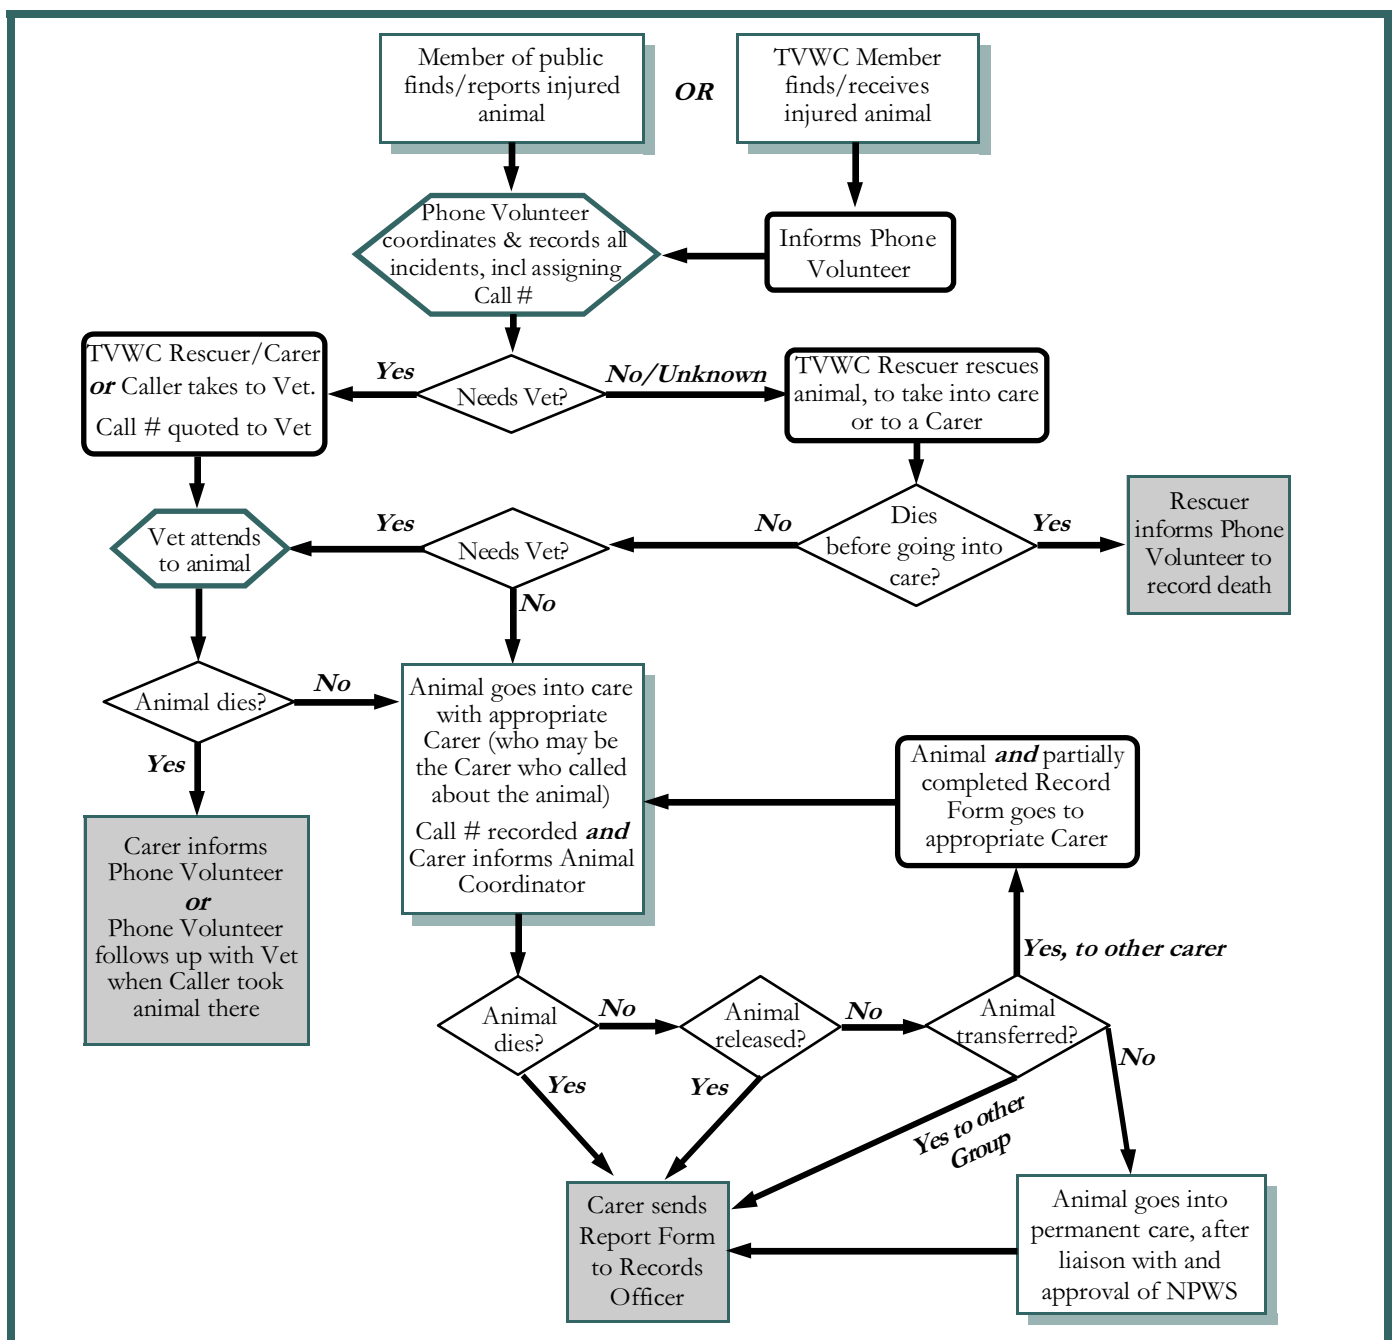 Member of public
finds/reports injured
animal
OR
TVWC Member
finds/receives
injured animal
Phone Volunteer
coordinates & records all
incidents, incl assigning
Call #
Informs Phone
Volunteer
TVWC Rescuer/Carer
or Caller takes to Vet.
Call # quoted to Vet
Yes
Needs Vet?
No/Unknown
TVWC Rescuer rescues
animal, to take into care
or to a Carer
Vet attends
to animal
Yes
Needs Vet?
No
No
Dies
before going into
care?
Yes
Rescuer
informs Phone
Volunteer to
record death
Animal dies?
No
Yes
Animal goes into care
with appropriate
Carer (who may be
the Carer who called
about the animal)
Call # recorded and
Carer informs Animal
Coordinator
Animal and partially
completed Record
Form goes to
appropriate Carer
Carer informs
Phone Volunteer
or
Phone Volunteer
follows up with Vet
when Caller took
animal there
Yes, to other carer
Animal
dies?
No
Animal
released?
No
Animal
transferred?
No
Yes
Yes
Yes to other
Group
Carer sends
Report Form
to Records
Officer
Animal goes into
permanent care, after
liaison with and
approval of NPWS